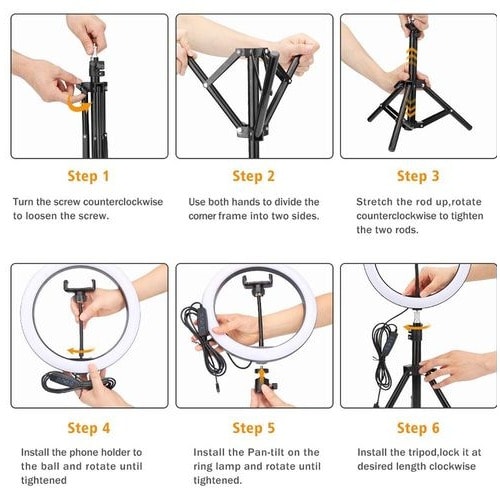 Step 1
Turn the screw counterclockwise
to loosen the screw.
Step 2
Use both hands to divide the
corner frame into two sides.
Step 3
Stretch the rod up,rotate
counterclockwise to tighten
the two rods.
Step 4
Install the phone holder to
the ball and rotate until
tightened
Step 5
Install the Pan-tilt on the
ring lamp and rotate until
tightened.
Step 6
Install the tripod,lock it at
desired length clockwise